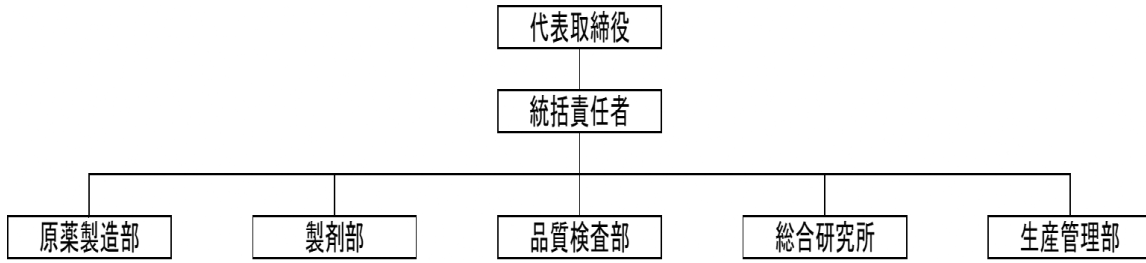 代表取締役
統括責任者
原薬製造部
製剤部
品質検査部
総合研究所
生産管理部